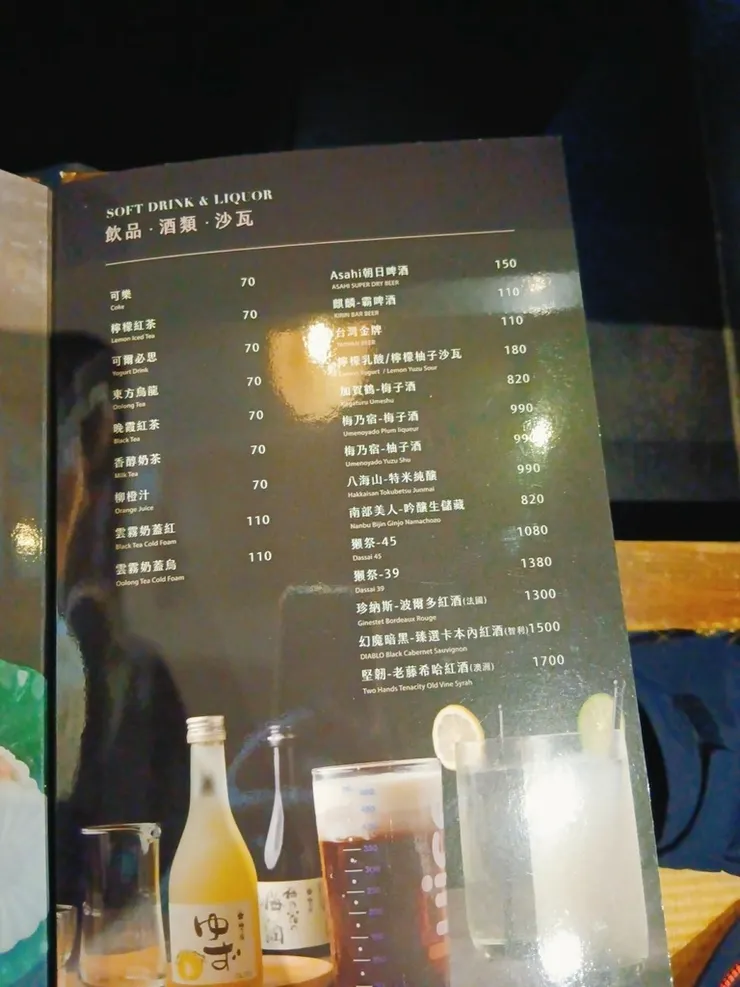 SOFT DRINK & LIQUOR
飲品·酒類·沙瓦
可樂 70
Coke
檸檬紅茶 70
Lamon Iced Tea
可爾必思 70
Yogurt Drink
東方烏龍 70
Oolong Tea
晚霞紅茶 70
Black Tea
香醇奶茶 70
Milk Tea
柳橙汁 70
Orange Juice
雲霧奶蓋紅 110
Black Tea Cold Foam
雲霧奶蓋烏 110
Oolong Tea Cold Foam
Asahi朝日啤酒 150
ASAHI SUPER DRY BEER
麒麟-霸啤酒 110
KIRIN BAR BEER
台灣金牌 110
BEER
檸檬乳酸/檸檬柚子沙瓦 180
Yogurt / Lemon Yuzu Sour
加賀鶴-梅子酒 820
Umeshu
梅乃宿-梅子酒 990
Umenoyado Plum liqueur
梅乃宿-柚子酒
Umenoyado Yuzu Shu
八海山-特米純釀 990
Hakkaisan Tokubetsu Junmai
南部美人-吟釀生儲藏 820
Nanbu Bijin Ginjo Namachozo
獺祭-45 1080
Dassai 45
獺祭-39 1380
Dassai 39
珍納斯-波爾多紅酒(法國) 1300
Ginestet Bordeaux Rouge
幻魔暗黑-臻選卡本內紅酒(智利) 1500
DIABLO Black Cabernet Sauvignon
堅韌-老藤希哈紅酒(澳洲) 1700
Two Hands Tenacity Old Vine Syrah
ゆず